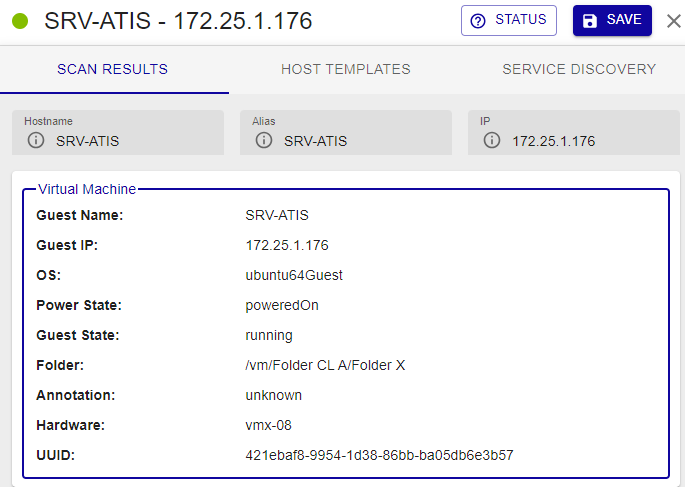 SRV-ATIS - 172.25.1.176 STATUS SAVE
SCAN RESULTS HOST TEMPLATES SERVICE DISCOVERY
Hostname Alias IP
SRV-ATIS SRV-ATIS 172.25.1.176
Virtual Machine
Guest Name: SRV-ATIS
Guest IP: 172.25.1.176
OS: ubuntu64Guest
Power State: poweredOn
Guest State: running
Folder: /vm/Folder CL A/Folder X
Annotation: unknown
Hardware: vmx-08
UUID: 421ebaf8-9954-1d38-86bb-ba05db6e3b57